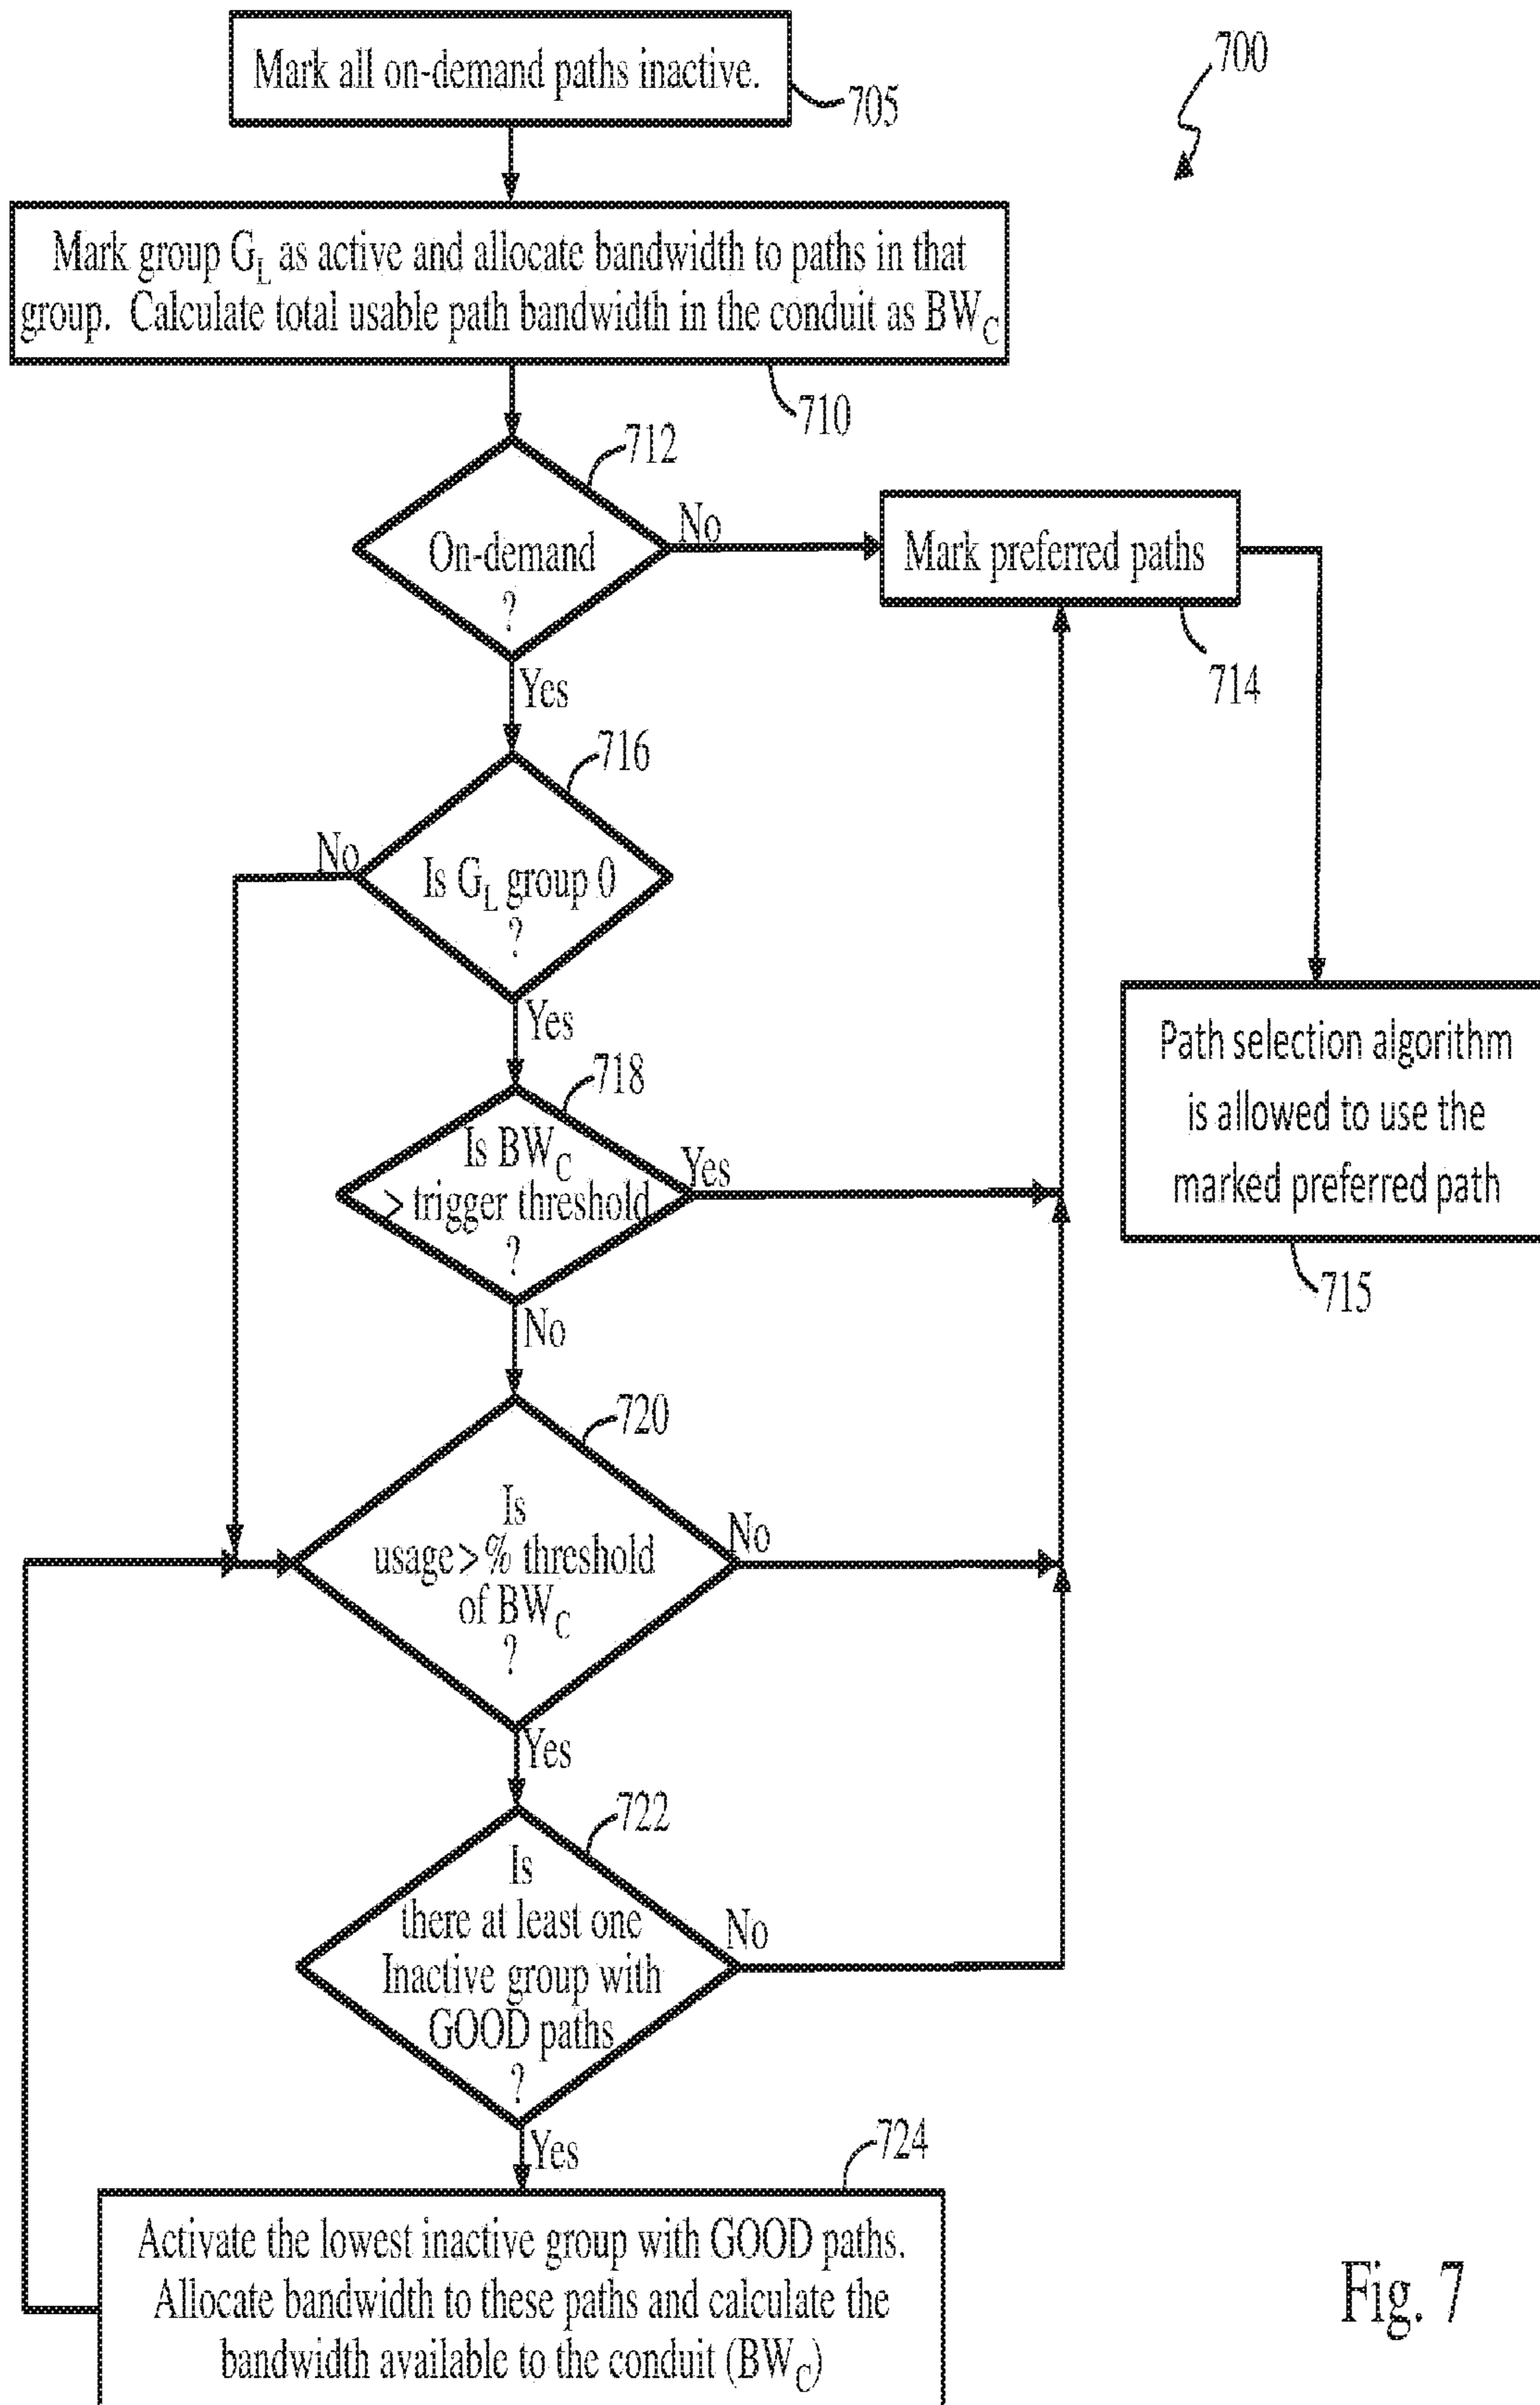 Mark all on-demand paths inactive.
705
700
Mark group G_L as active and allocate bandwidth to paths in that
group. Calculate total usable path bandwidth in the conduit as BW_C
710
712
On-demand
?
No
Yes
Mark preferred paths
714
716
Is G_L group 0
?
No
Yes
Path selection algorithm
is allowed to use the
marked preferred path
715
718
Is BW_C
> trigger threshold
?
Yes
No
720
Is
usage > % threshold
of BW_C
?
No
Yes
722
Is
there at least one
Inactive group with
GOOD paths
?
No
Yes
724
Activate the lowest inactive group with GOOD paths.
Allocate bandwidth to these paths and calculate the
bandwidth available to the conduit (BW_C)
Fig. 7